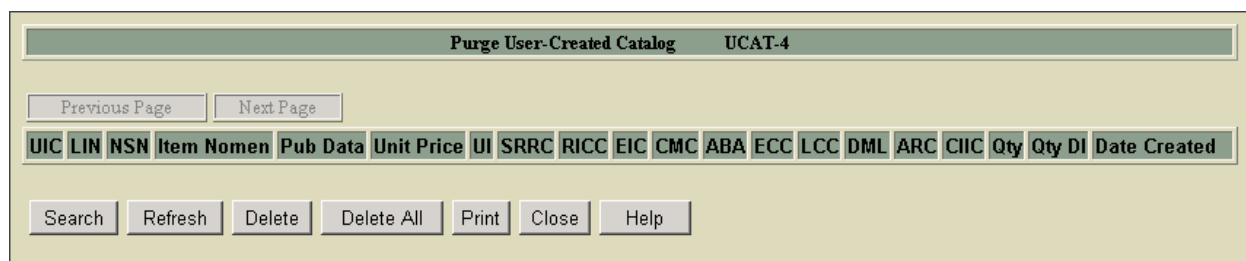 Purge User-Created Catalog UCAT-4
Previous Page Next Page
UIC LIN NSN Item Nomen Pub Data Unit Price UI SRRC RICC EIC CMC ABA ECC LCC DML ARC CIIC Qty Qty DI Date Created
Search Refresh Delete Delete All Print Close Help